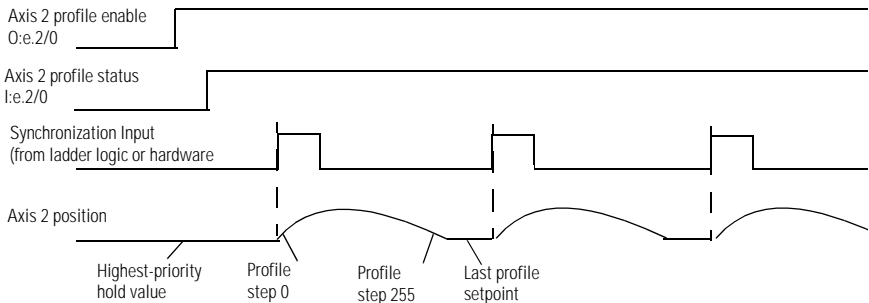 Axis 2 profile enable
O:e.2/0
Axis 2 profile status
I:e.2/0
Synchronization Input
(from ladder logic or hardware
Axis 2 position
Highest-priority
hold value
Profile
step 0
Profile
step 255
Last profile
setpoint